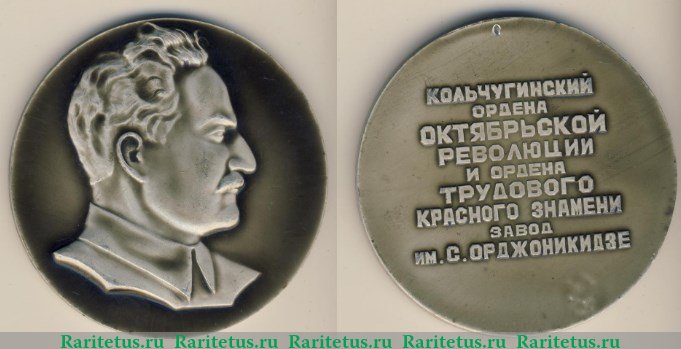 КОЛЬЧУГИНСКИЙ
ОРДЕНА
ОКТЯБРЬСКОЙ
РЕВОЛЮЦИИ
И ОРДЕНА
ТРУДОВОГО
КРАСНОГО ЗНАМЕНИ
ЗАВОД
ИМ. С. ОРДЖОНИКИДЗЕ
Raritetus.ru Raritetus.ru Raritetus.ru Raritetus.ru Raritetus.ru Raritetus.ru